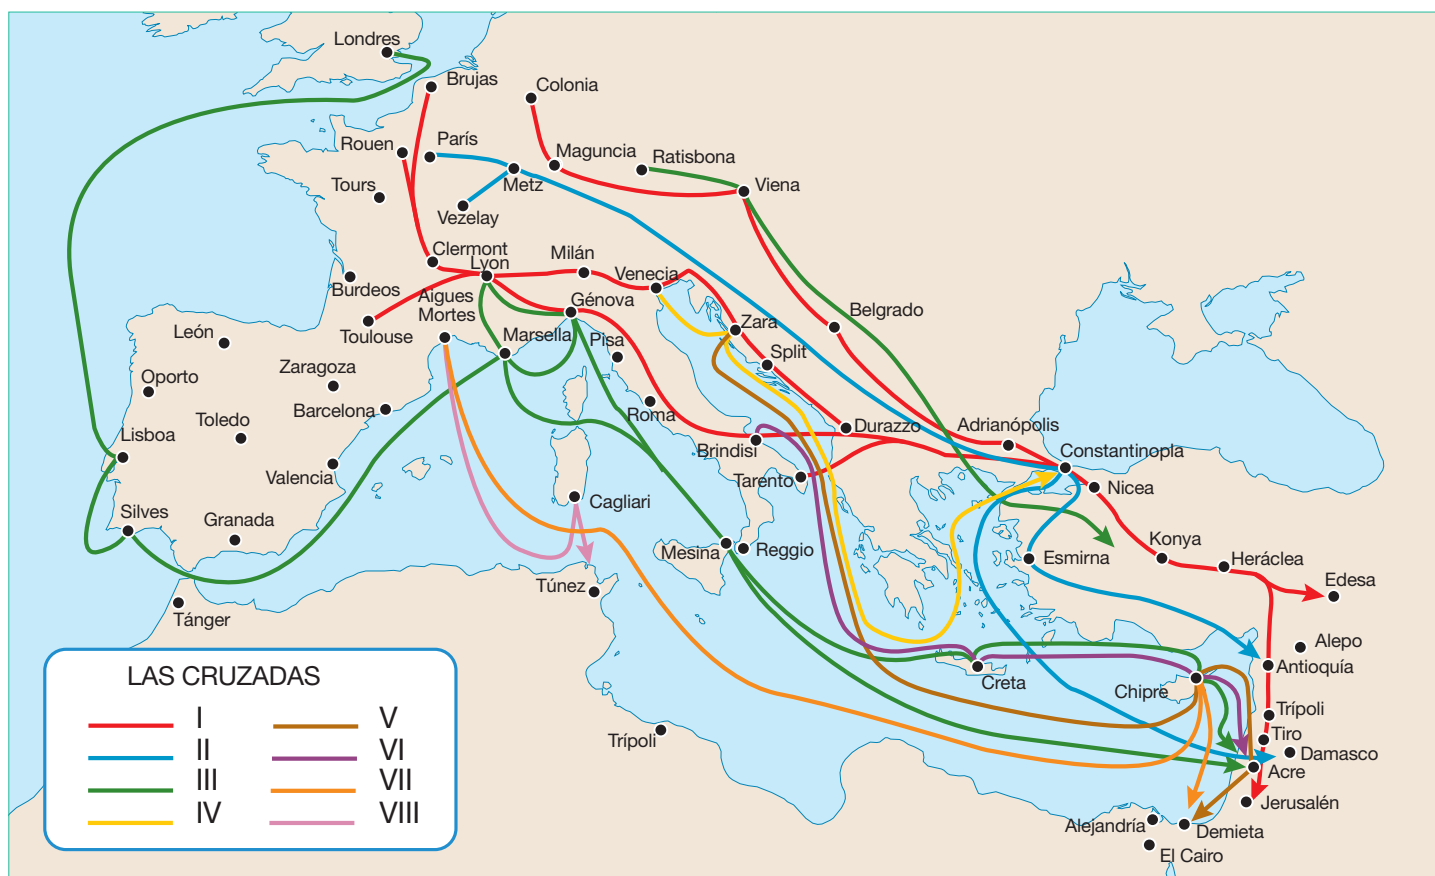 Londres
Brujas
Colonia
Rouen
París
Maguncia
Ratisbona
Tours
Metz
Viena
Vezelay
Clermont
Lyon
Milán
Venecia
Burdeos
Aigues
Mortes
Génova
Belgrado
León
Toulouse
Marsella
Pisa
Zara
Split
Zaragoza
Oporto
Barcelona
Roma
Toledo
Durazzo
Adrianópolis
Lisboa
Brindisi
Constantinopla
Valencia
Tarento
Nicea
Cagliari
Silves
Granada
Mesina
Reggio
Konya
Esmirna
Heráclea
Túnez
Edesa
Tánger
Alepo
Antioquía
Creta
Chipre
Trípoli
Trípoli
Tiro
Damasco
Acre
Jerusalén
Alejandría
Demieta
El Cairo
LAS CRUZADAS
I
II
III
IV
V
VI
VII
VIII